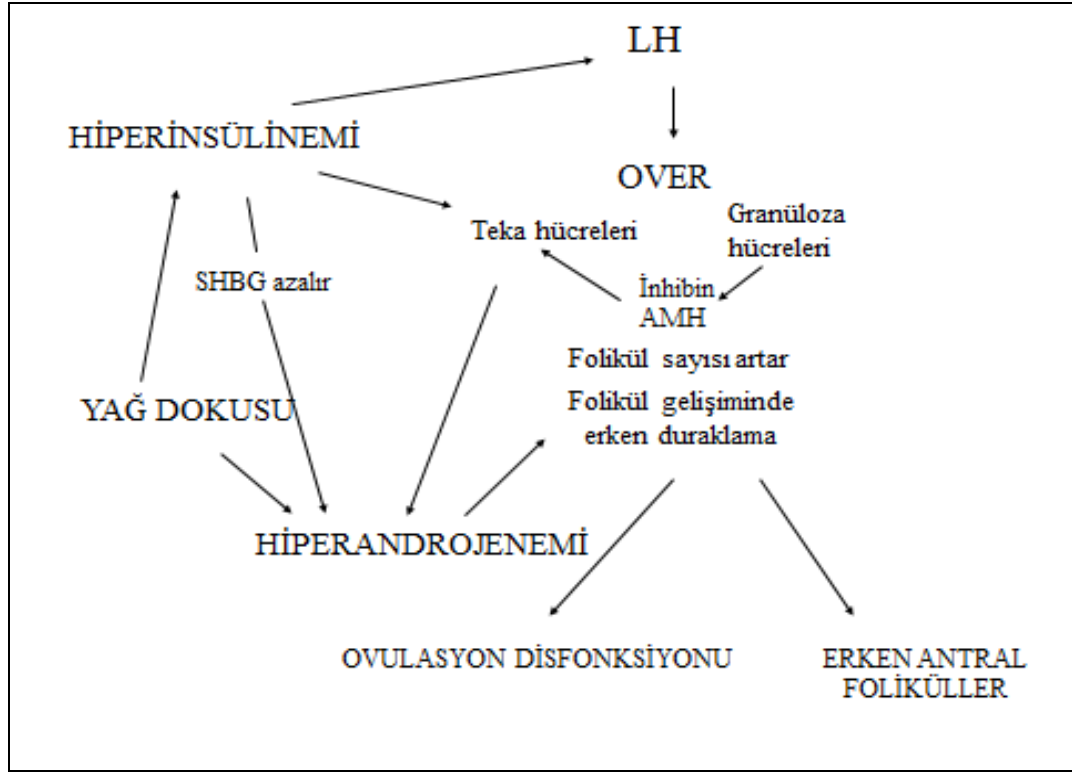 LH
HİPERİNSÜLİNEMİ
OVER
Teka hücreleri
Granüloza
hücreleri
SHBG azalır
İnhibin
AMH
Folikül sayısı artar
YAĞ DOKUSU
Folikül gelişiminde
erken duraklama
HİPERANDROJENEMİ
OVULASYON DİSFONKSİYONU
ERKEN ANTRAL
FOLİKÜLLER